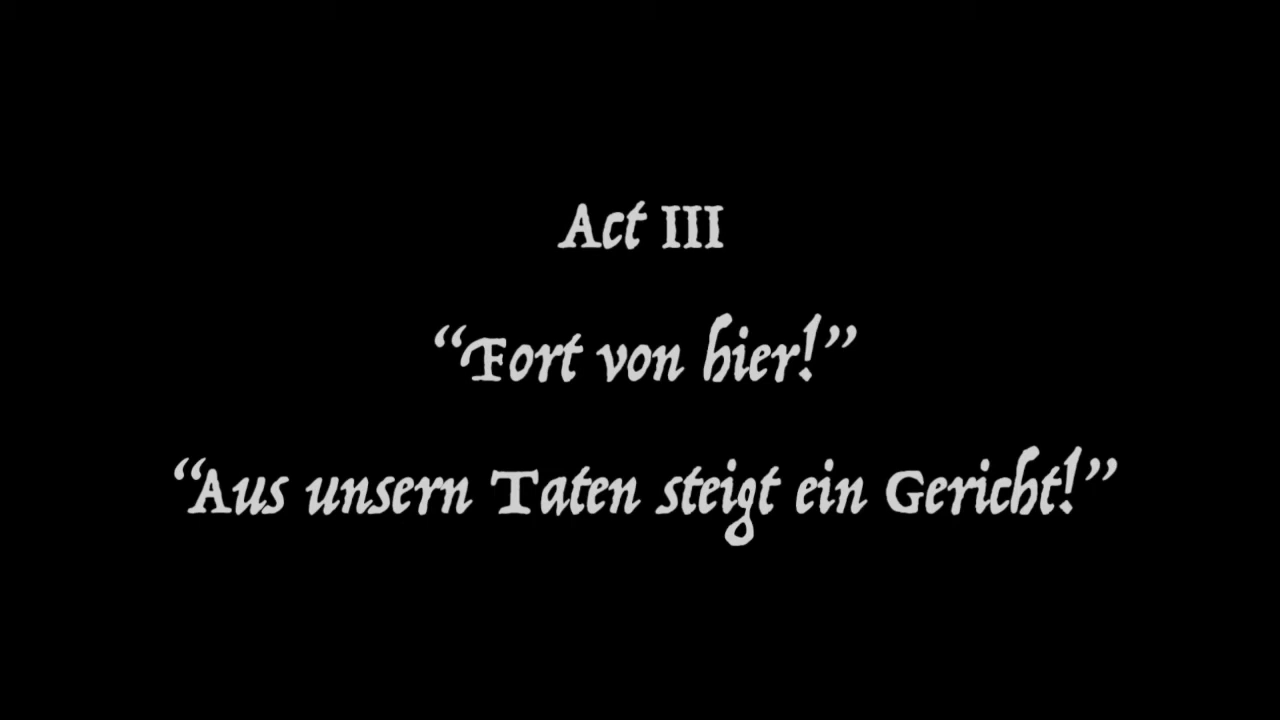 Act III
“Fort von hier!”
“Aus unsern Taten steigt ein Gericht!”